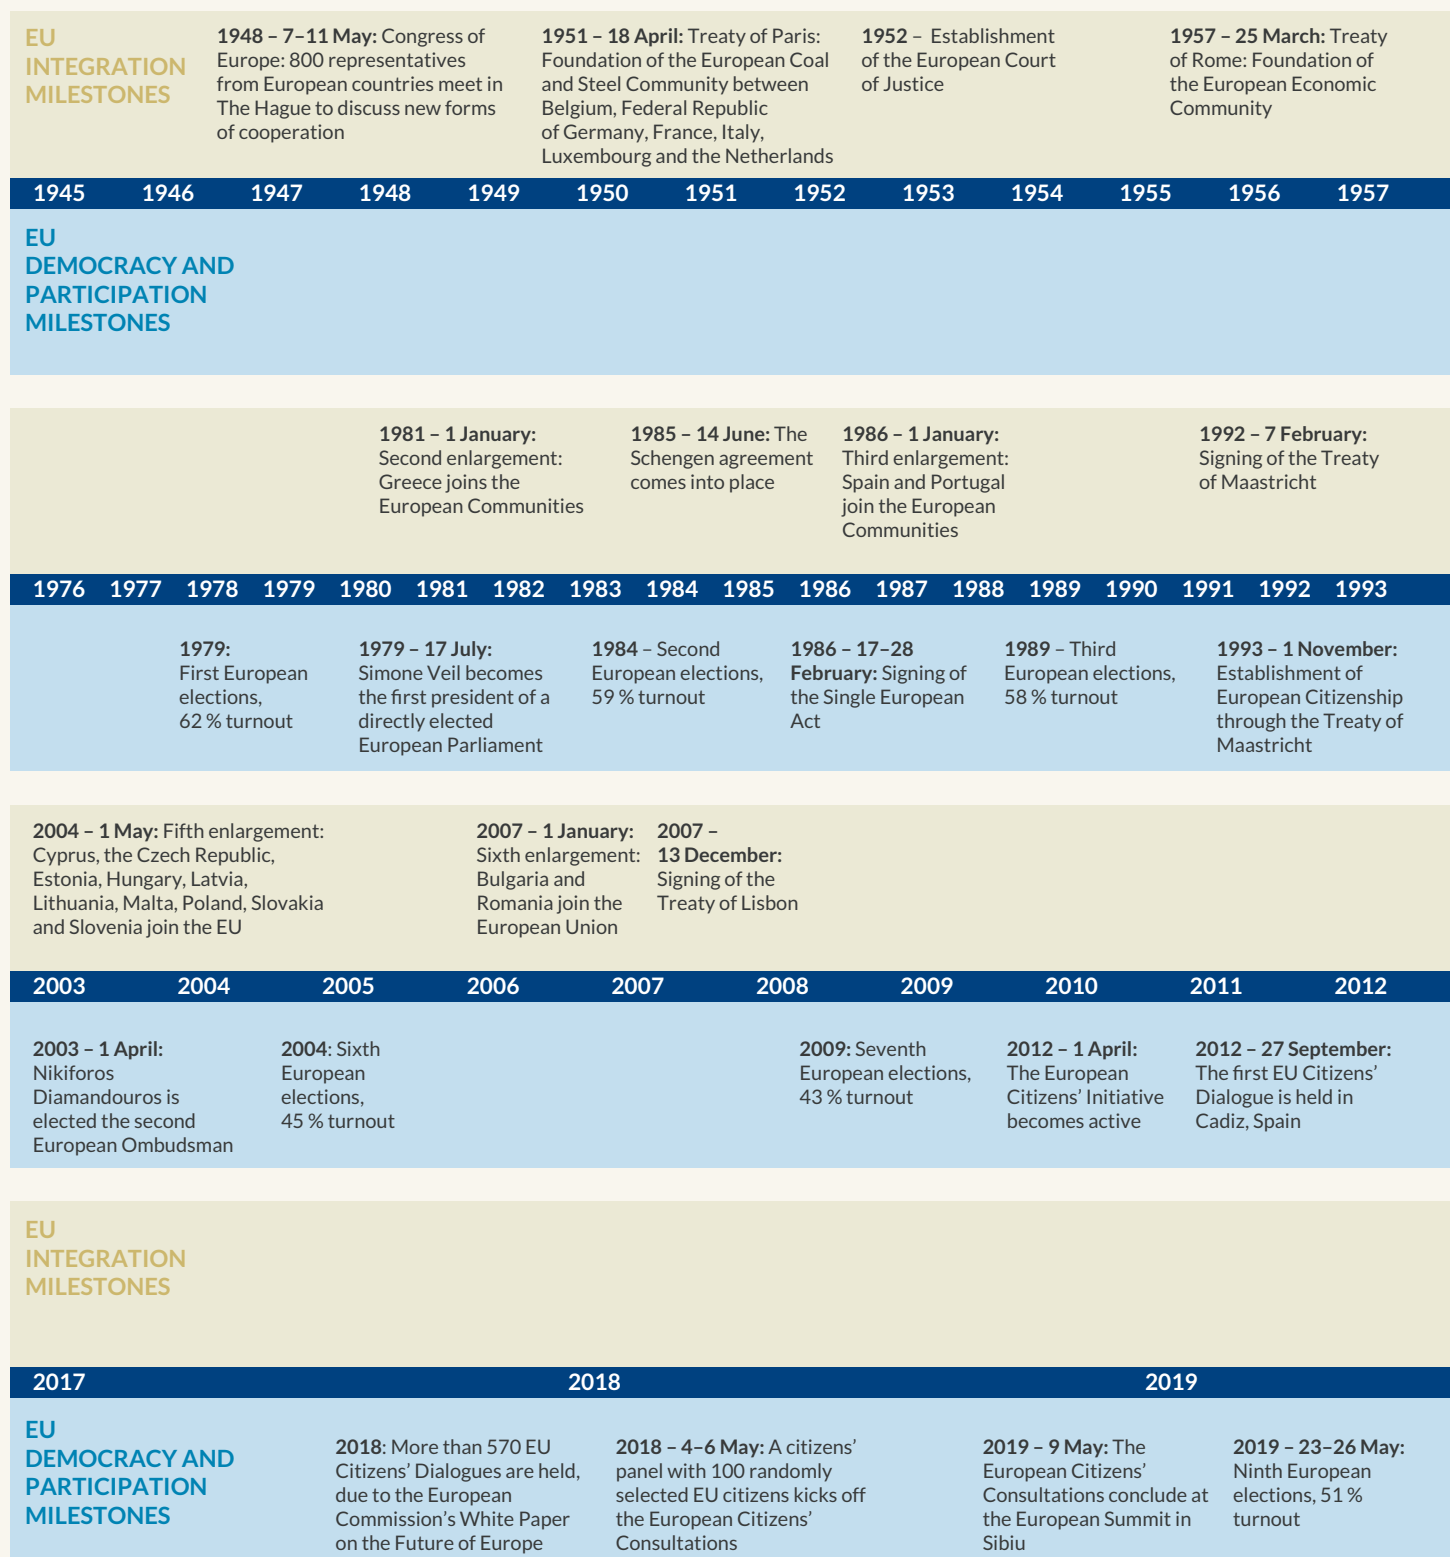 EU
INTEGRATION
MILESTONES
1948 – 7–11 May: Congress of
Europe: 800 representatives
from European countries meet in
The Hague to discuss new forms
of cooperation
1951 – 18 April: Treaty of Paris:
Foundation of the European Coal
and Steel Community between
Belgium, Federal Republic
of Germany, France, Italy,
Luxembourg and the Netherlands
1952 – Establishment
of the European Court
of Justice
1957 – 25 March: Treaty
of Rome: Foundation of
the European Economic
Community
1945 1946 1947 1948 1949 1950 1951 1952 1953 1954 1955 1956 1957
EU
DEMOCRACY AND
PARTICIPATION
MILESTONES
1981 – 1 January:
Second enlargement:
Greece joins the
European Communities
1985 – 14 June: The
Schengen agreement
comes into place
1986 – 1 January:
Third enlargement:
Spain and Portugal
join the European
Communities
1992 – 7 February:
Signing of the Treaty
of Maastricht
1976 1977 1978 1979 1980 1981 1982 1983 1984 1985 1986 1987 1988 1989 1990 1991 1992 1993
1979:
First European
elections,
62 % turnout
1979 – 17 July:
Simone Veil becomes
the first president of a
directly elected
European Parliament
1984 – Second
European elections,
59 % turnout
1986 – 17–28
February: Signing of
the Single European
Act
1989 – Third
European elections,
58 % turnout
1993 – 1 November:
Establishment of
European Citizenship
through the Treaty of
Maastricht
2004 – 1 May: Fifth enlargement:
Cyprus, the Czech Republic,
Estonia, Hungary, Latvia,
Lithuania, Malta, Poland, Slovakia
and Slovenia join the EU
2007 – 1 January:
Sixth enlargement:
Bulgaria and
Romania join the
European Union
2007 –
13 December:
Signing of the
Treaty of Lisbon
2003 2004 2005 2006 2007 2008 2009 2010 2011 2012
2003 – 1 April:
Nikiforos
Diamandouros is
elected the second
European Ombudsman
2004: Sixth
European
elections,
45 % turnout
2009: Seventh
European elections,
43 % turnout
2012 – 1 April:
The European
Citizens’ Initiative
becomes active
2012 – 27 September:
The first EU Citizens’
Dialogue is held in
Cadiz, Spain
EU
INTEGRATION
MILESTONES
2017 2018 2019
EU
DEMOCRACY AND
PARTICIPATION
MILESTONES
2018: More than 570 EU
Citizens’ Dialogues are held,
due to the European
Commission’s White Paper
on the Future of Europe
2018 – 4–6 May: A citizens’
panel with 100 randomly
selected EU citizens kicks off
the European Citizens’
Consultations
2019 – 9 May: The
European Citizens’
Consultations conclude at
the European Summit in
Sibiu
2019 – 23–26 May:
Ninth European
elections, 51 %
turnout